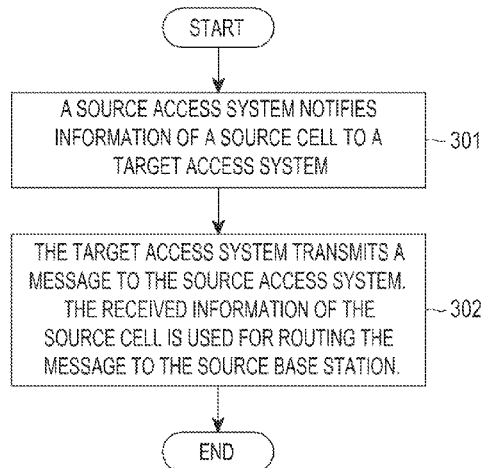 START
A SOURCE ACCESS SYSTEM NOTIFIES
INFORMATION OF A SOURCE CELL TO A
TARGET ACCESS SYSTEM
301
THE TARGET ACCESS SYSTEM TRANSMITS A
MESSAGE TO THE SOURCE ACCESS SYSTEM.
THE RECEIVED INFORMATION OF THE
SOURCE CELL IS USED FOR ROUTING THE
MESSAGE TO THE SOURCE BASE STATION.
302
END